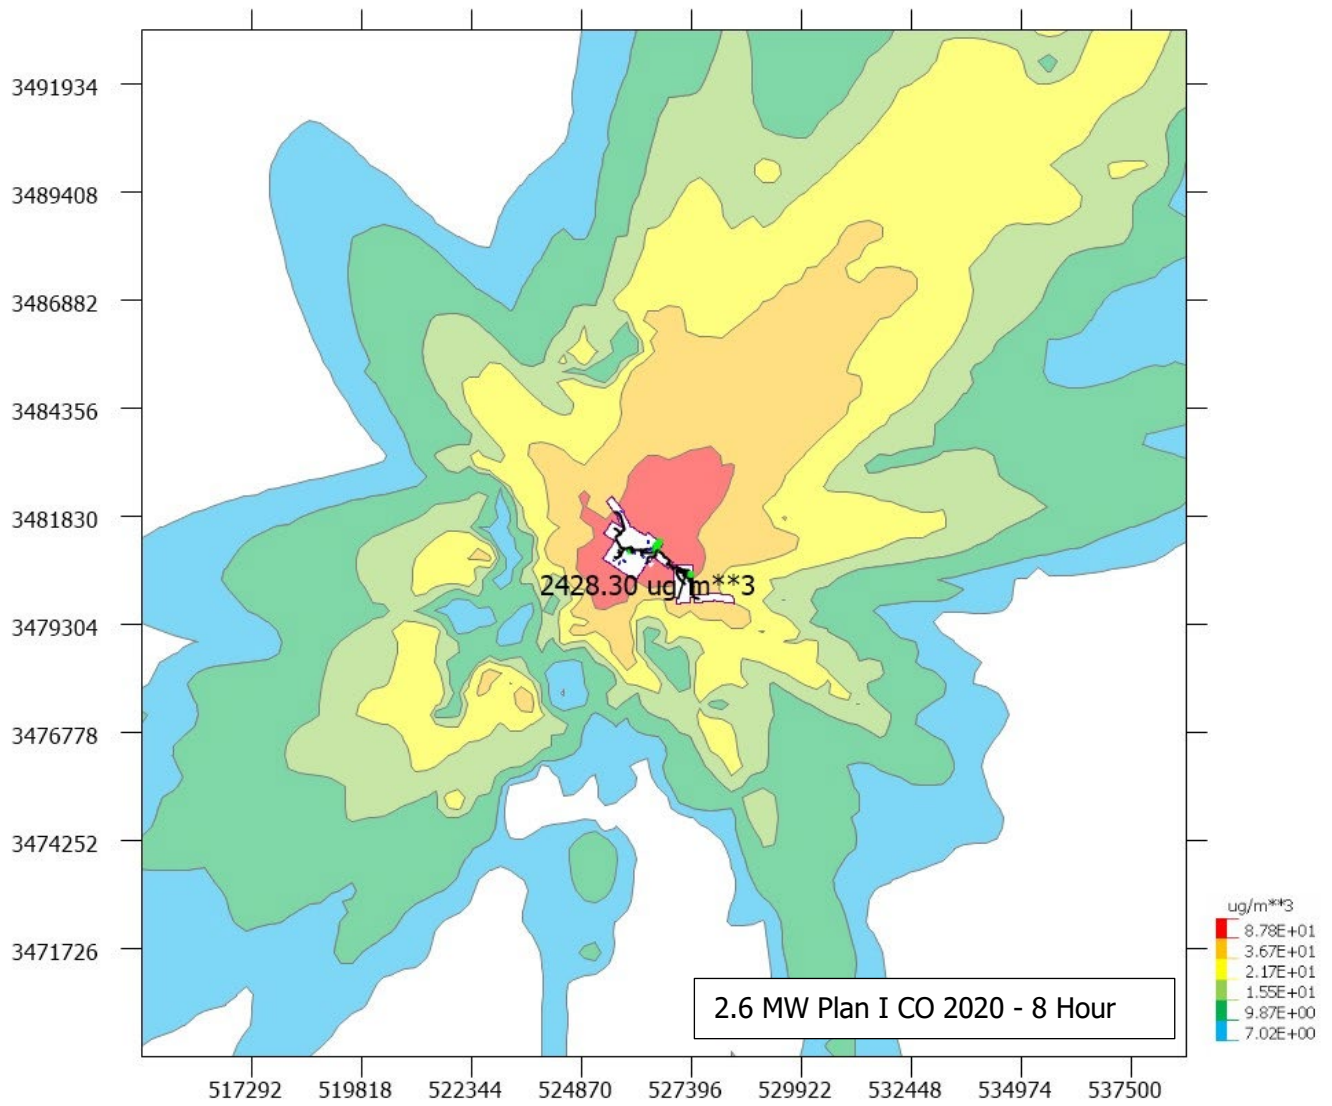 3491934
3489408
3486882
3484356
3481830
3479304
3476778
3474252
3471726
2428.30 ug/m**3
2.6 MW Plan I CO 2020 - 8 Hour
ug/m**3
8.78E+01
3.67E+01
2.17E+01
1.55E+01
9.87E+00
7.02E+00
517292 519818 522344 524870 527396 529922 532448 534974 537500